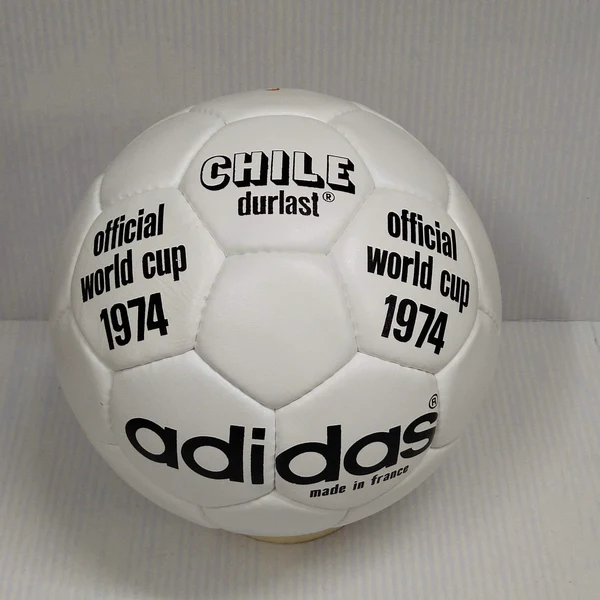 CHILE
durlast®
official
world cup
1974
official
world cup
1974
adidas®
made in france